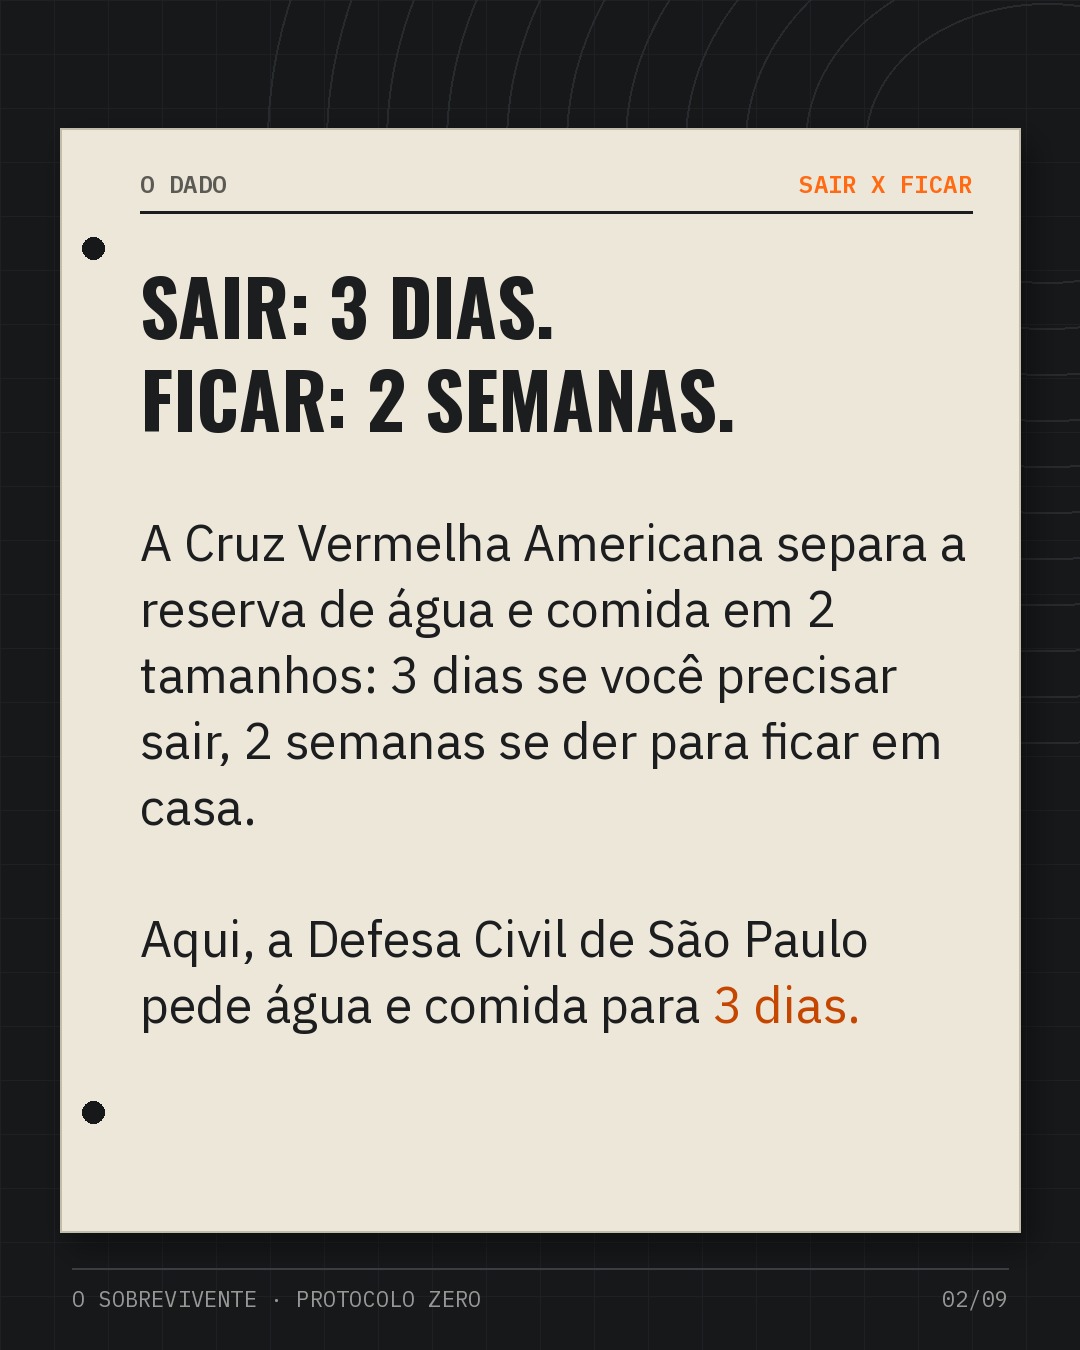 O DADO
SAIR X FICAR
SAIR: 3 DIAS.
FICAR: 2 SEMANAS.
A Cruz Vermelha Americana separa a
reserva de água e comida em 2
tamanhos: 3 dias se você precisar
sair, 2 semanas se der para ficar em
casa.
Aqui, a Defesa Civil de São Paulo
pede água e comida para 3 dias.
O SOBREVIVENTE · PROTOCOLO ZERO
02/09